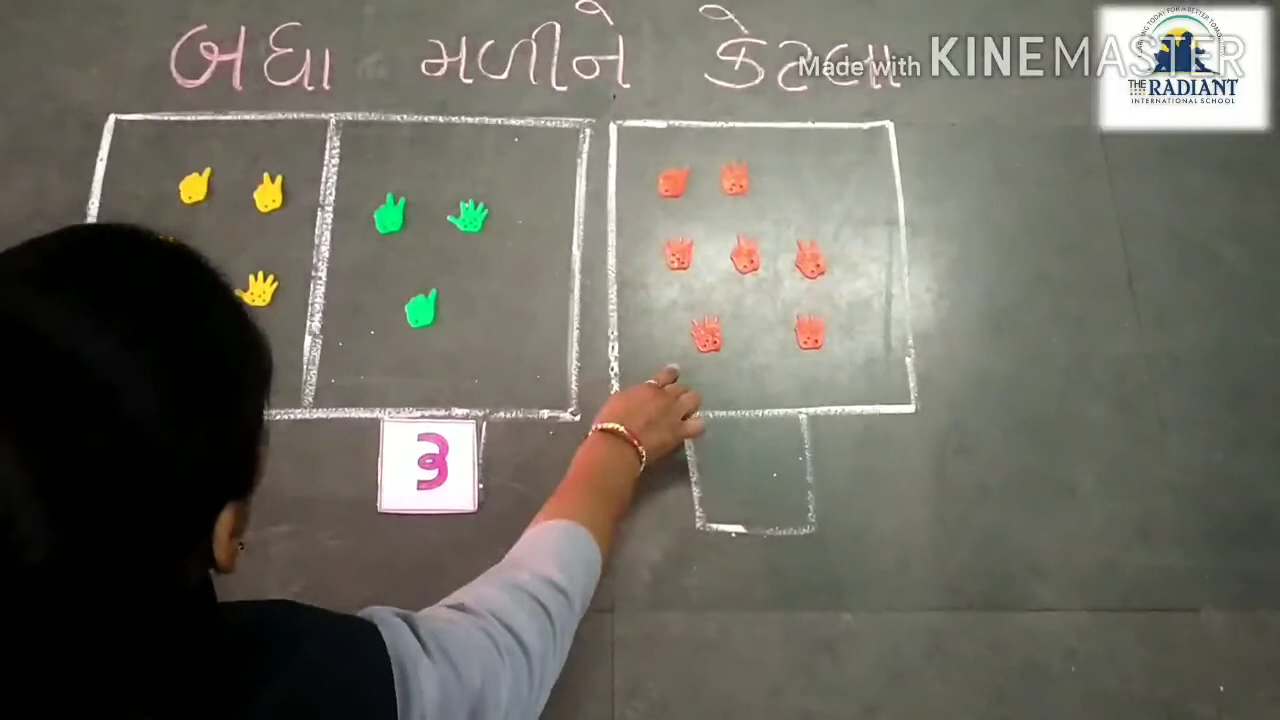 બધા મળીને કેટલા
Made with KINEMASTER
THE RADIANT
INTERNATIONAL SCHOOL
૩